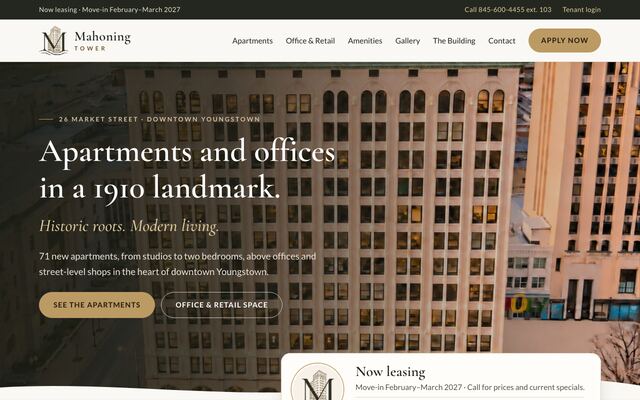 Now leasing · Move-in February–March 2027
Call 845-600-4455 ext. 103 Tenant login
Mahoning
TOWER
Apartments Office & Retail Amenities Gallery The Building Contact APPLY NOW
26 MARKET STREET · DOWNTOWN YOUNGSTOWN
Apartments and offices
in a 1910 landmark.
Historic roots. Modern living.
71 new apartments, from studios to two bedrooms, above offices and
street-level shops in the heart of downtown Youngstown.
SEE THE APARTMENTS OFFICE & RETAIL SPACE
Now leasing
Move-in February–March 2027 · Call for prices and current specials.